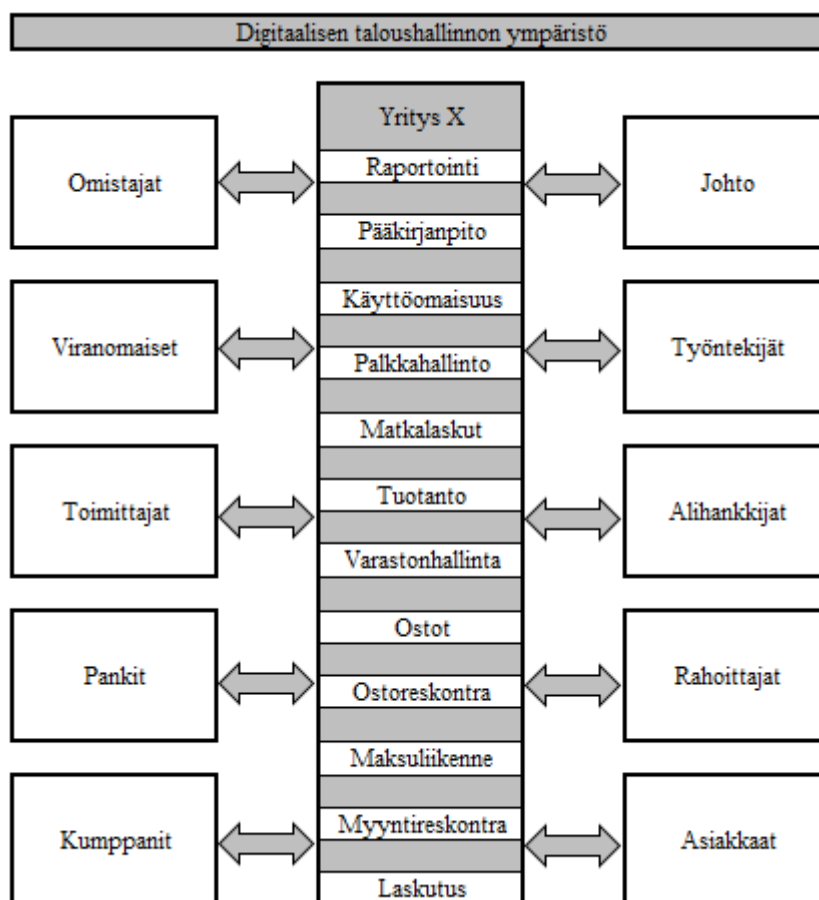 Digitaalisen taloushallinnon ympäristö
Yritys X
Omistajat
Raportointi
Johto
Pääkirjanpito
Käyttöomaisuus
Viranomaiset
Työntekijät
Palkkahallinto
Matkalaskut
Tuotanto
Toimittajat
Alihankkijat
Varastonhallinta
Ostot
Pankit
Rahoittajat
Ostoreskontra
Maksuliikenne
Myyntireskontra
Kumppanit
Asiakkaat
Laskutus